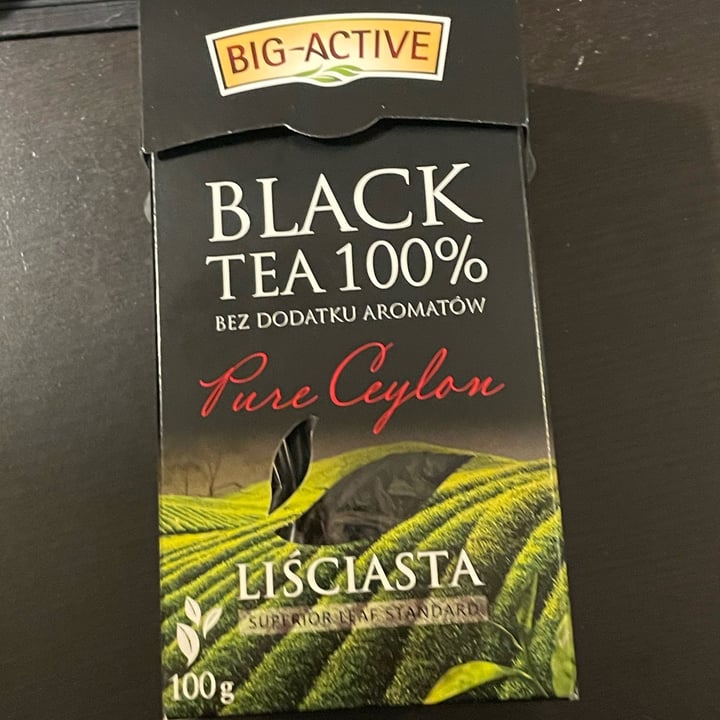 BIG-ACTIVE
BLACK
TEA 100%
BEZ DODATKU AROMATÓW
Pure Ceylon
LIŚCIASTA
SUPERIOR LEAF STANDARD
100g